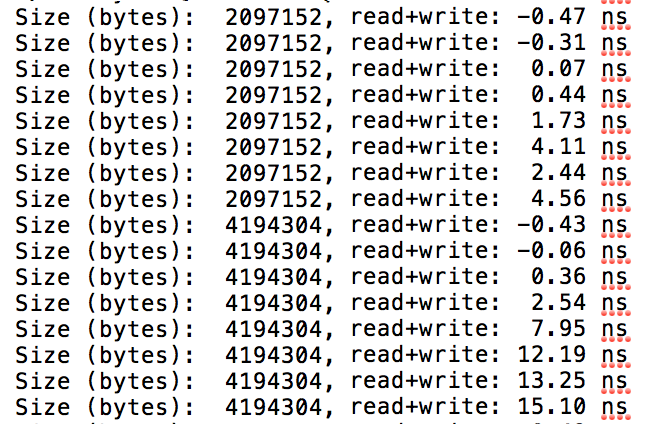 Size (bytes):  2097152, read+write: -0.47 ns
Size (bytes):  2097152, read+write: -0.31 ns
Size (bytes):  2097152, read+write:  0.07 ns
Size (bytes):  2097152, read+write:  0.44 ns
Size (bytes):  2097152, read+write:  1.73 ns
Size (bytes):  2097152, read+write:  4.11 ns
Size (bytes):  2097152, read+write:  2.44 ns
Size (bytes):  2097152, read+write:  4.56 ns
Size (bytes):  4194304, read+write: -0.43 ns
Size (bytes):  4194304, read+write: -0.06 ns
Size (bytes):  4194304, read+write:  0.36 ns
Size (bytes):  4194304, read+write:  2.54 ns
Size (bytes):  4194304, read+write:  7.95 ns
Size (bytes):  4194304, read+write: 12.19 ns
Size (bytes):  4194304, read+write: 13.25 ns
Size (bytes):  4194304, read+write: 15.10 ns